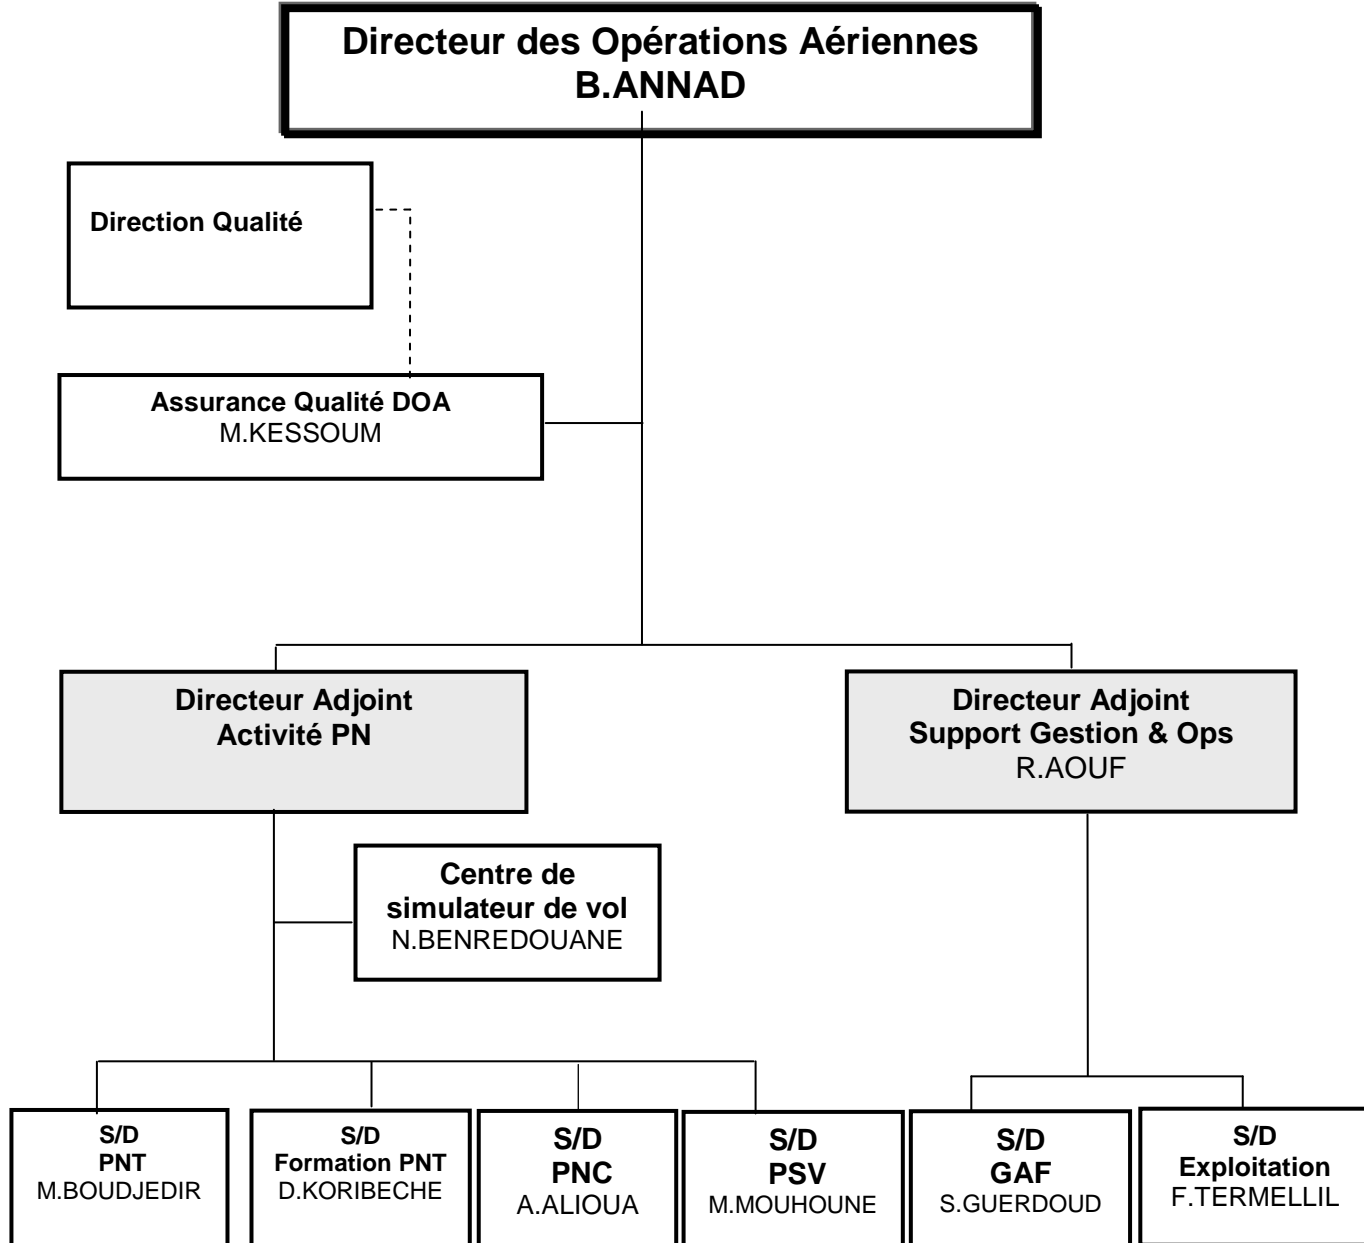 Directeur des Opérations Aériennes
B.ANNAD
Direction Qualité
Assurance Qualité DOA
M.KESSOUM
Directeur Adjoint
Activité PN
Directeur Adjoint
Support Gestion & Ops
R.AOUF
Centre de
simulateur de vol
N.BENREDOUANE
S/D
PNT
M.BOUDJEDIR
S/D
Formation PNT
D.KORIBECHE
S/D
PNC
A.ALIOUA
S/D
PSV
M.MOUHOUNE
S/D
GAF
S.GUERDOUD
S/D
Exploitation
F.TERMELLIL